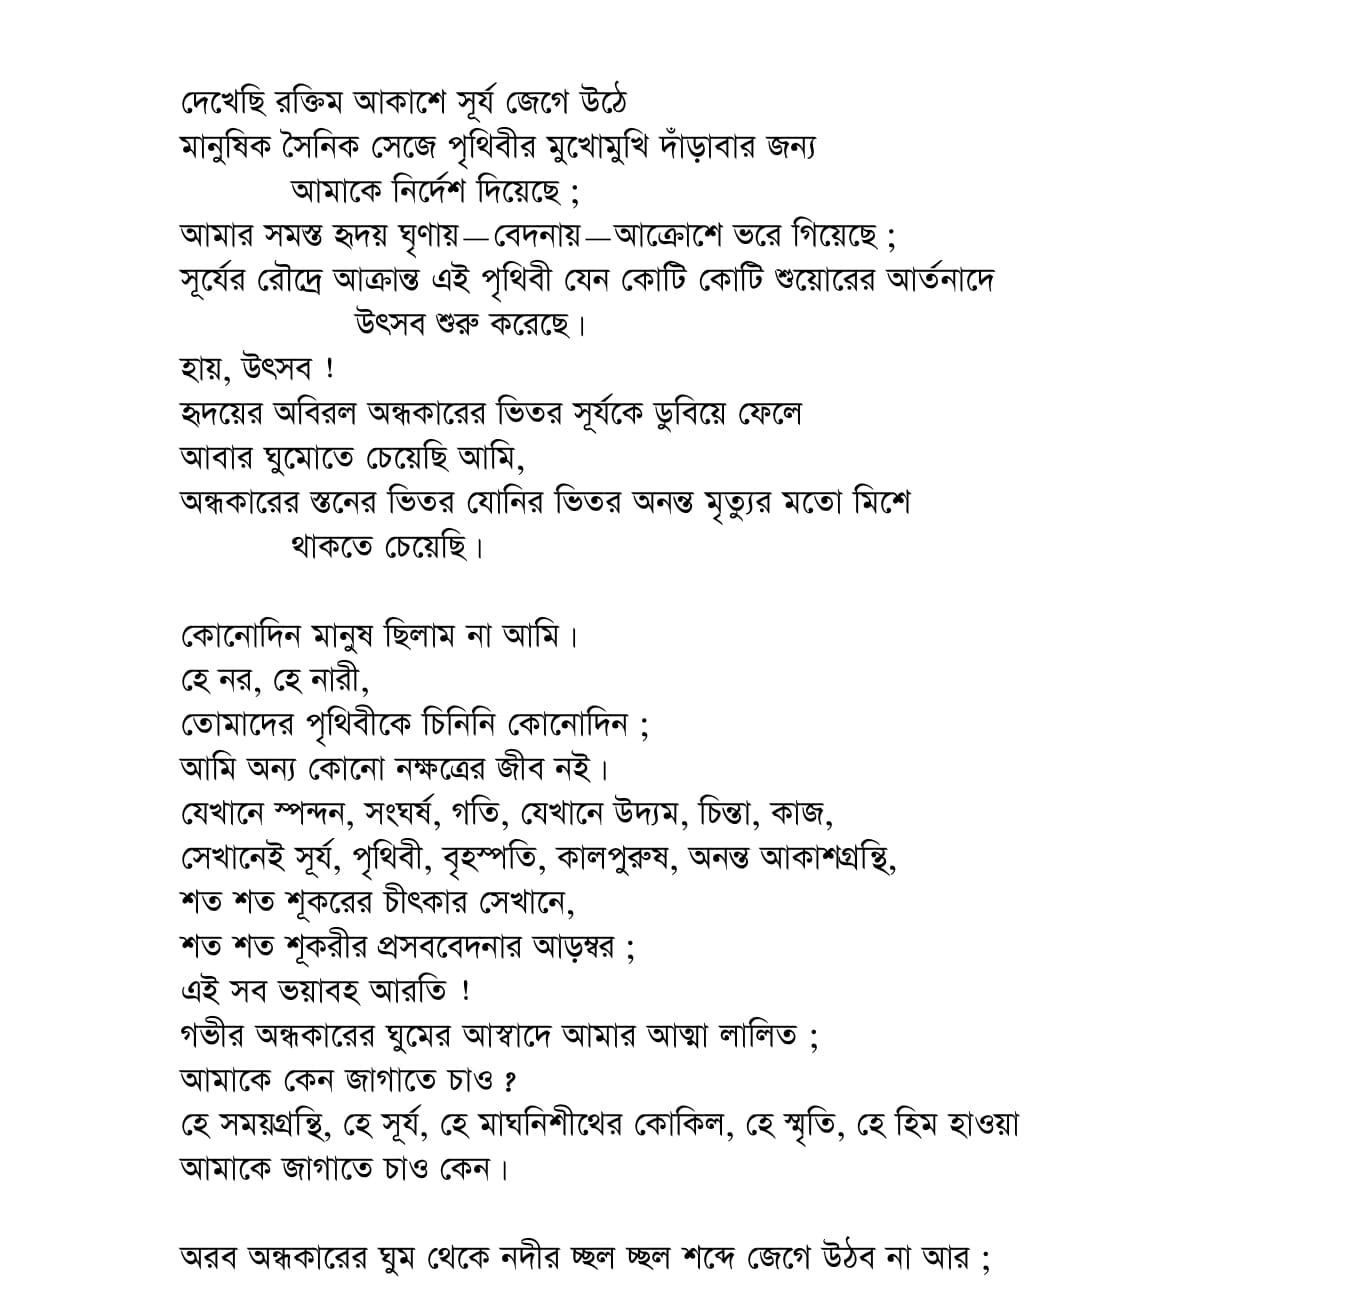 দেখেছি রক্তিম আকাশে সূর্য জেগে উঠে
মানুষিক সৈনিক সেজে পৃথিবীর মুখোমুখি দাঁড়াবার জন্য
আমাকে নির্দেশ দিয়েছে ;
আমার সমস্ত হৃদয় ঘৃণায়—বেদনায়—আক্রোশে ভরে গিয়েছে ;
সূর্যের রৌদ্রে আক্রান্ত এই পৃথিবী যেন কোটি কোটি শুয়োরের আর্তনাদে
উৎসব শুরু করেছে।
হায়, উৎসব !
হৃদয়ের অবিরল অন্ধকারের ভিতর সূর্যকে ডুবিয়ে ফেলে
আবার ঘুমোতে চেয়েছি আমি,
অন্ধকারের স্তনের ভিতর যোনির ভিতর অনন্ত মৃত্যুর মতো মিশে
থাকতে চেয়েছি।

কোনোদিন মানুষ ছিলাম না আমি।
হে নর, হে নারী,
তোমাদের পৃথিবীকে চিনিনি কোনোদিন ;
আমি অন্য কোনো নক্ষত্রের জীব নই।
যেখানে স্পন্দন, সংঘর্ষ, গতি, যেখানে উদ্যম, চিন্তা, কাজ,
সেখানেই সূর্য, পৃথিবী, বৃহস্পতি, কালপুরুষ, অনন্ত আকাশগ্রন্থি,
শত শত শূকরের চীৎকার সেখানে,
শত শত শূকরীর প্রসববেদনার আড়ম্বর ;
এই সব ভয়াবহ আরতি !
গভীর অন্ধকারের ঘুমের আস্বাদে আমার আত্মা লালিত ;
আমাকে কেন জাগাতে চাও ?
হে সময়গ্রন্থি, হে সূর্য, হে মাঘনিশীথের কোকিল, হে স্মৃতি, হে হিম হাওয়া
আমাকে জাগাতে চাও কেন।

অরব অন্ধকারের ঘুম থেকে নদীর চ্ছল চ্ছল শব্দে জেগে উঠব না আর ;